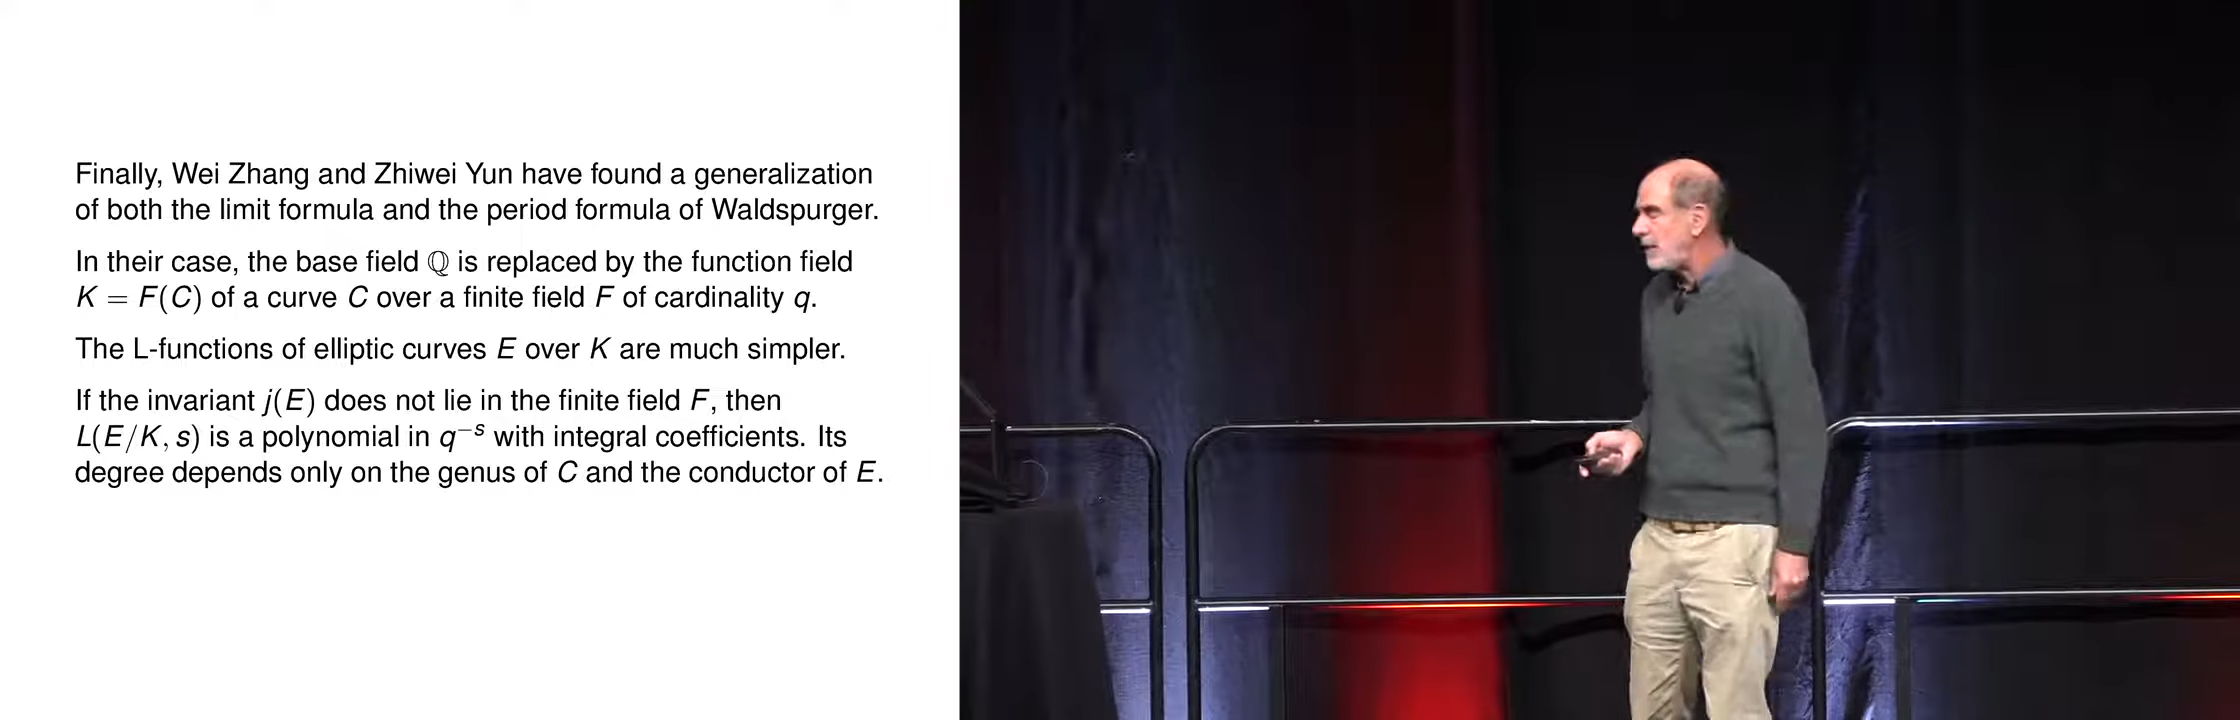 Finally, Wei Zhang and Zhiwei Yun have found a generalization
of both the limit formula and the period formula of Waldspurger.
In their case, the base field ℚ is replaced by the function field
K = F(C) of a curve C over a finite field F of cardinality q.
The L-functions of elliptic curves E over K are much simpler.
If the invariant j(E) does not lie in the finite field F, then
L(E/K, s) is a polynomial in q⁻ˢ with integral coefficients. Its
degree depends only on the genus of C and the conductor of E.